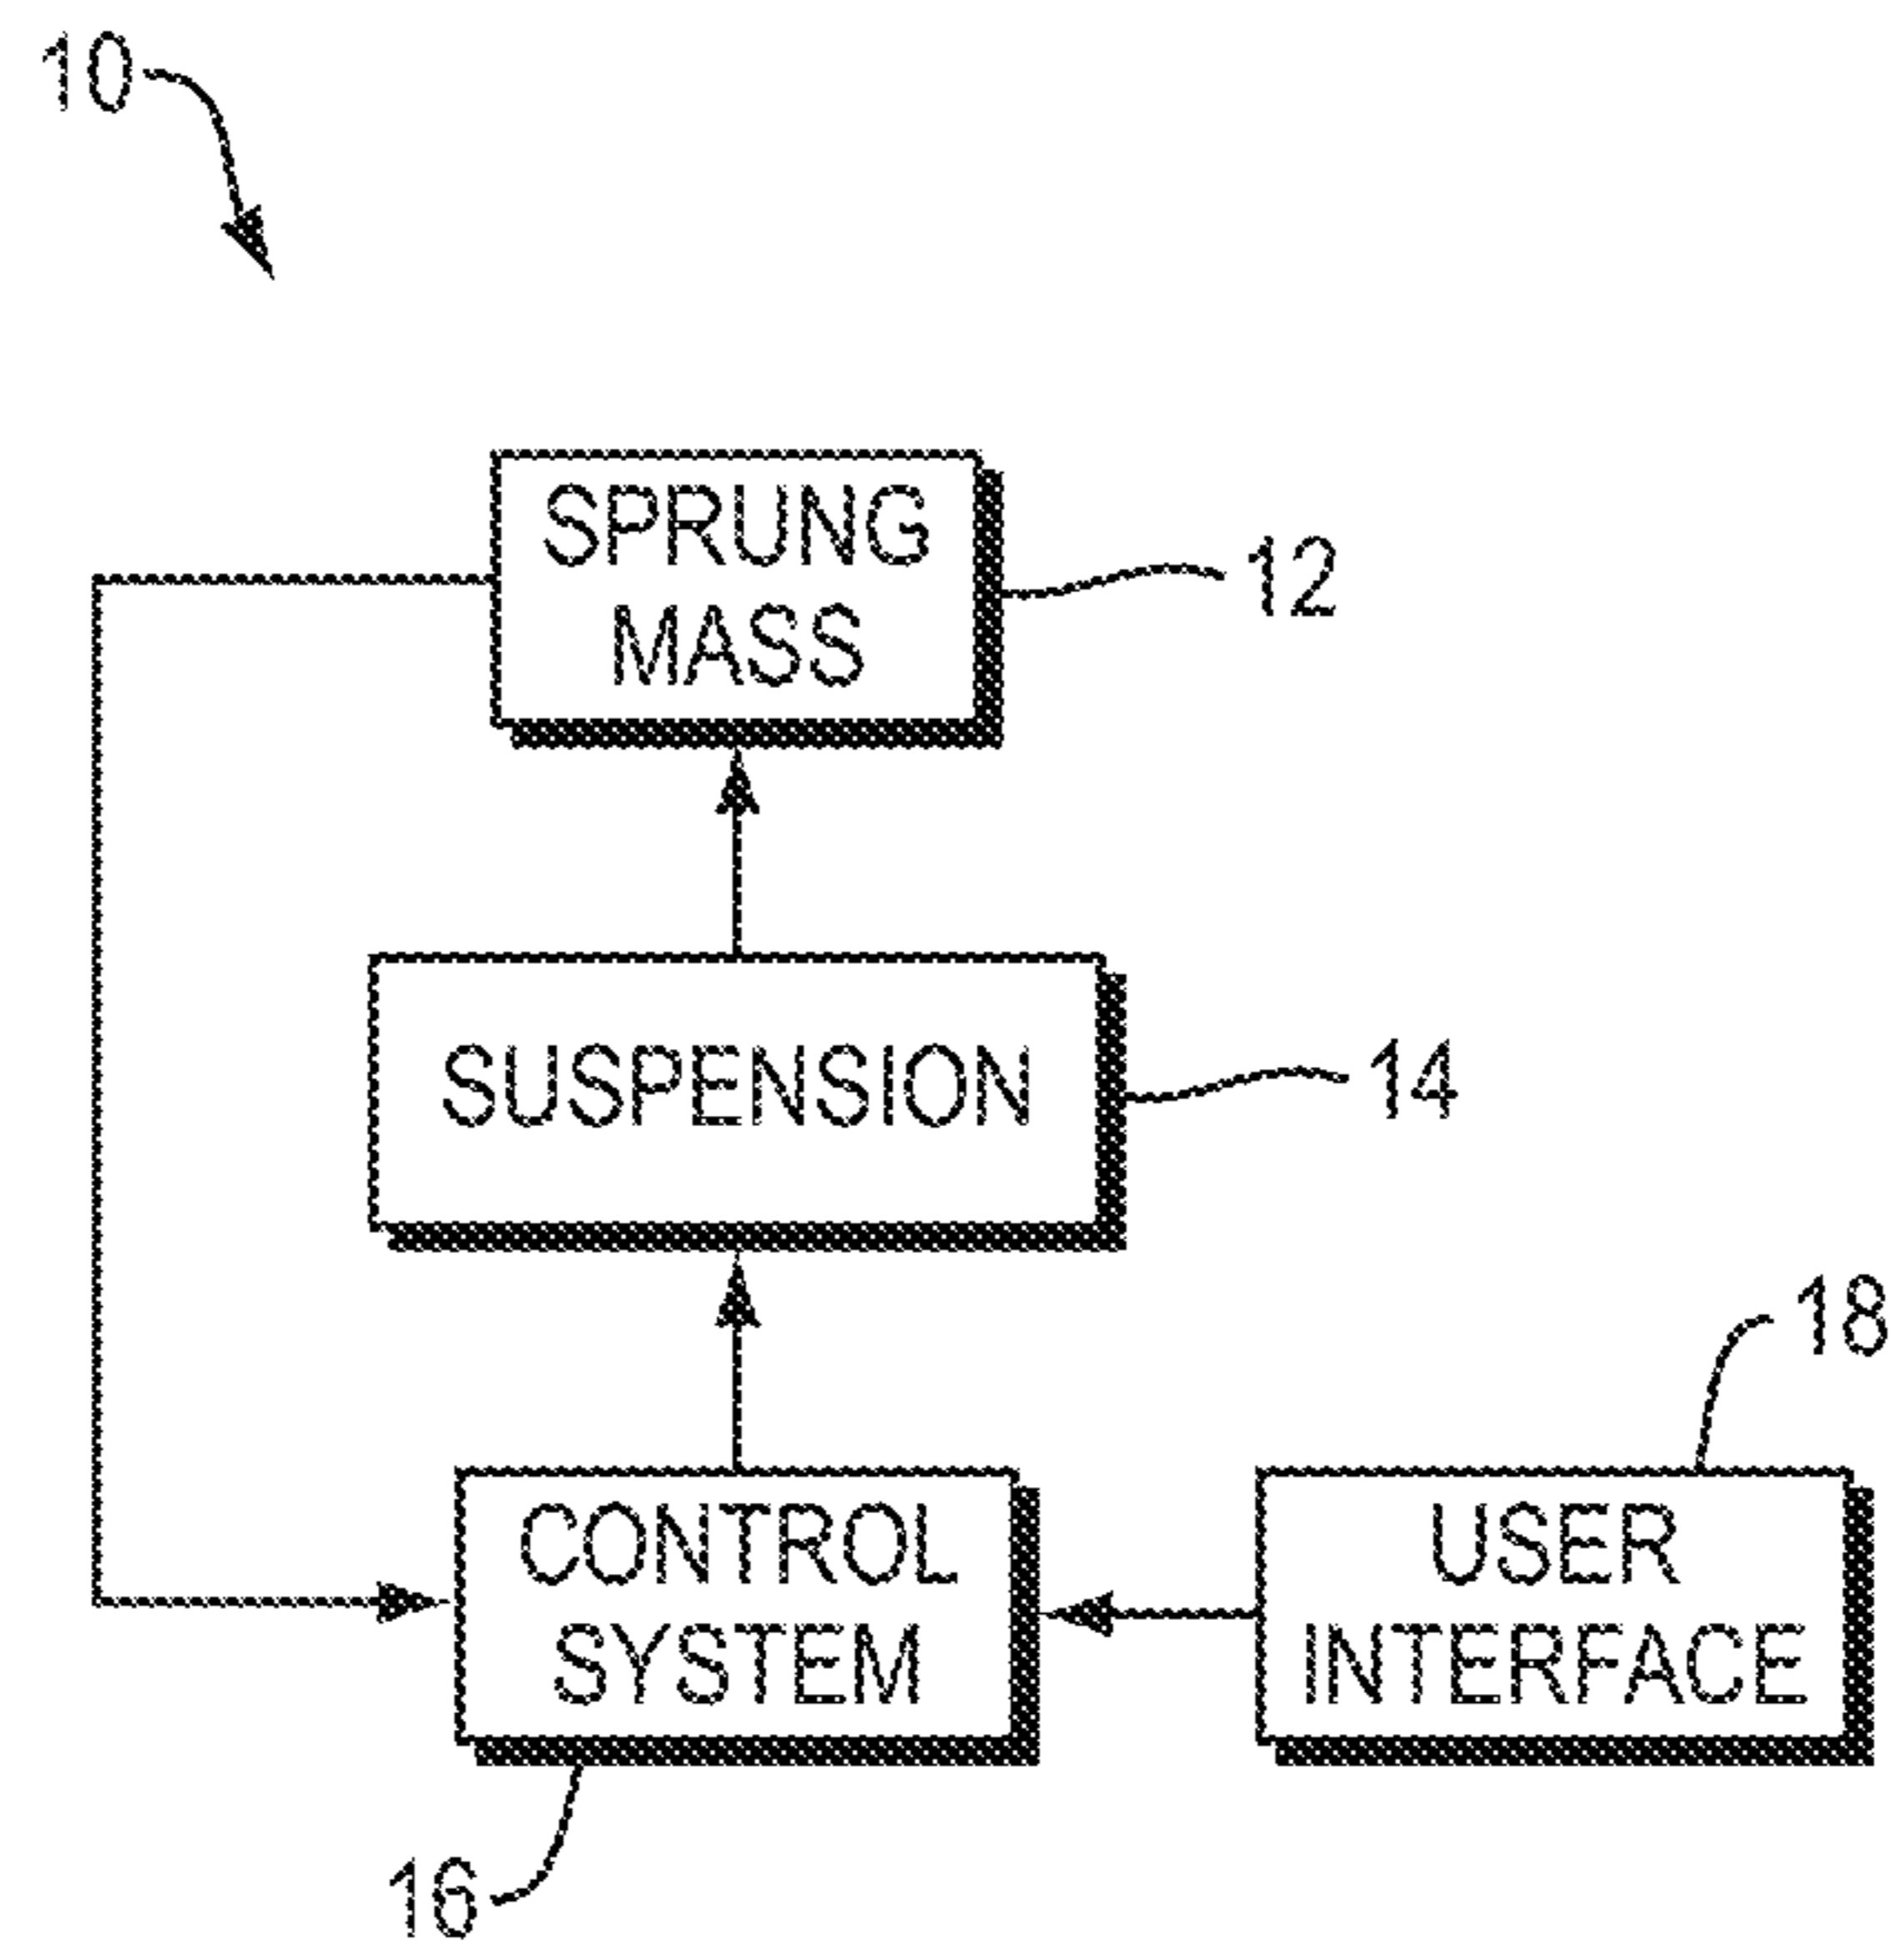 10
SPRUNG
MASS
12
SUSPENSION
14
18
CONTROL
SYSTEM
USER
INTERFACE
16